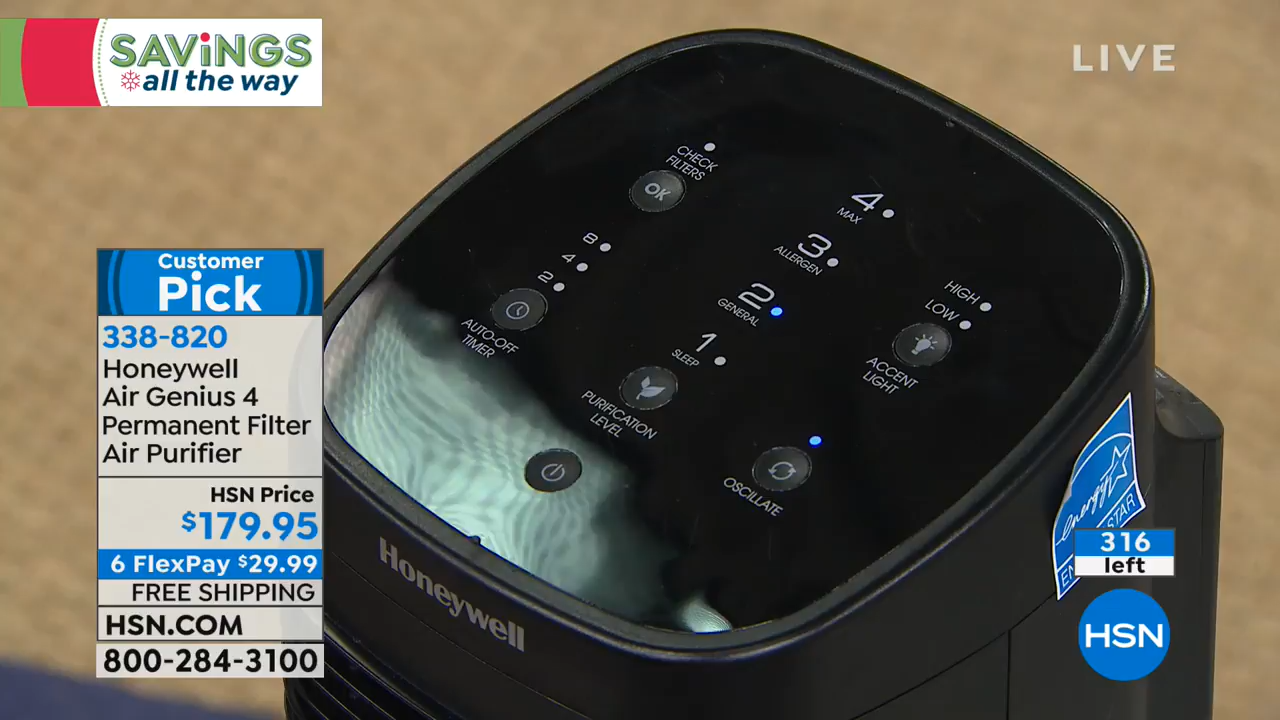 SAVINGS
all the way
LIVE
Customer
Pick
338-820
Honeywell
Air Genius 4
Permanent Filter
Air Purifier
HSN Price
$179.95
6 FlexPay $29.99
FREE SHIPPING
HSN.COM
800-284-3100
CHECK
FILTERS
OK
8
4
2
AUTO-OFF
TIMER
4
MAX
3
ALLERGEN
2
GENERAL
1
SLEEP
PURIFICATION
LEVEL
HIGH
LOW
ACCENT
LIGHT
OSCILLATE
Honeywell
energy
STAR
316
left
HSN